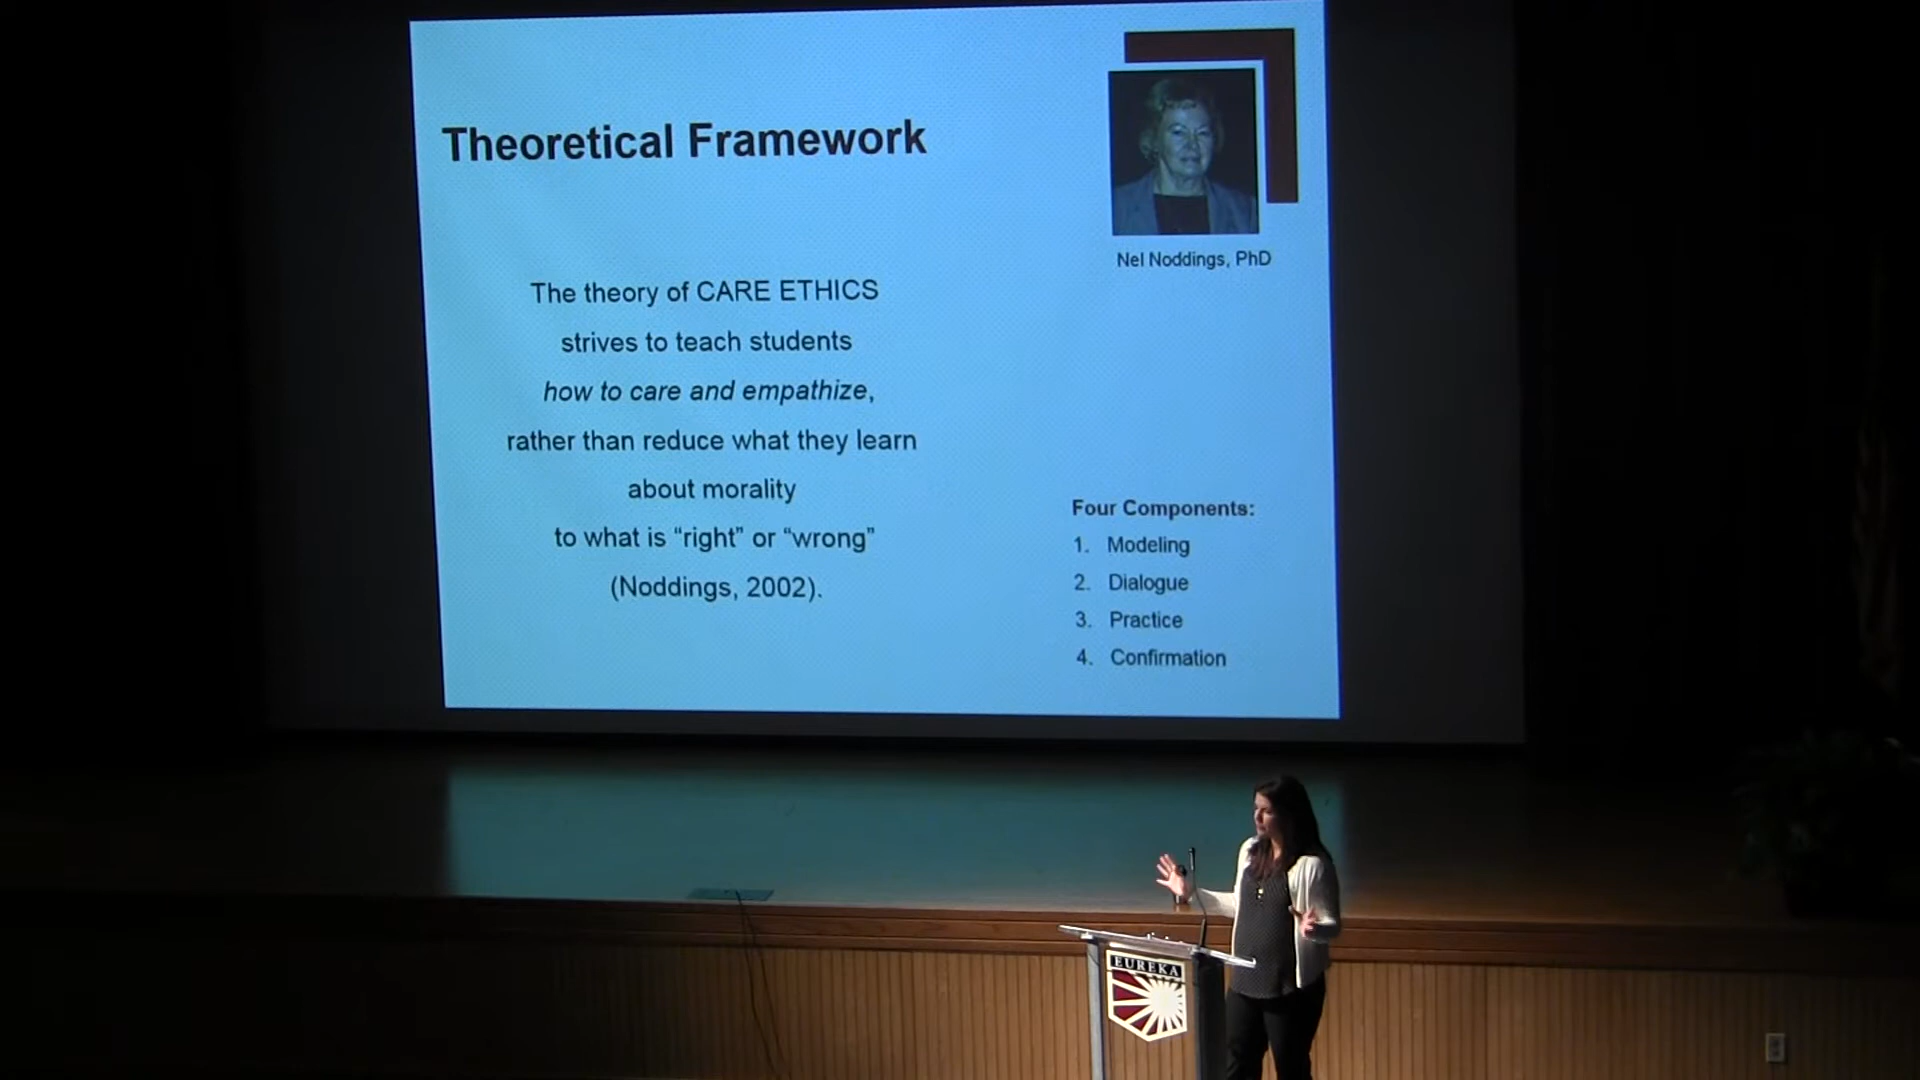 Theoretical Framework
Nel Noddings, PhD
The theory of CARE ETHICS
strives to teach students
how to care and empathize,
rather than reduce what they learn
about morality
to what is “right” or “wrong”
(Noddings, 2002).
Four Components:
1. Modeling
2. Dialogue
3. Practice
4. Confirmation
EUREKA